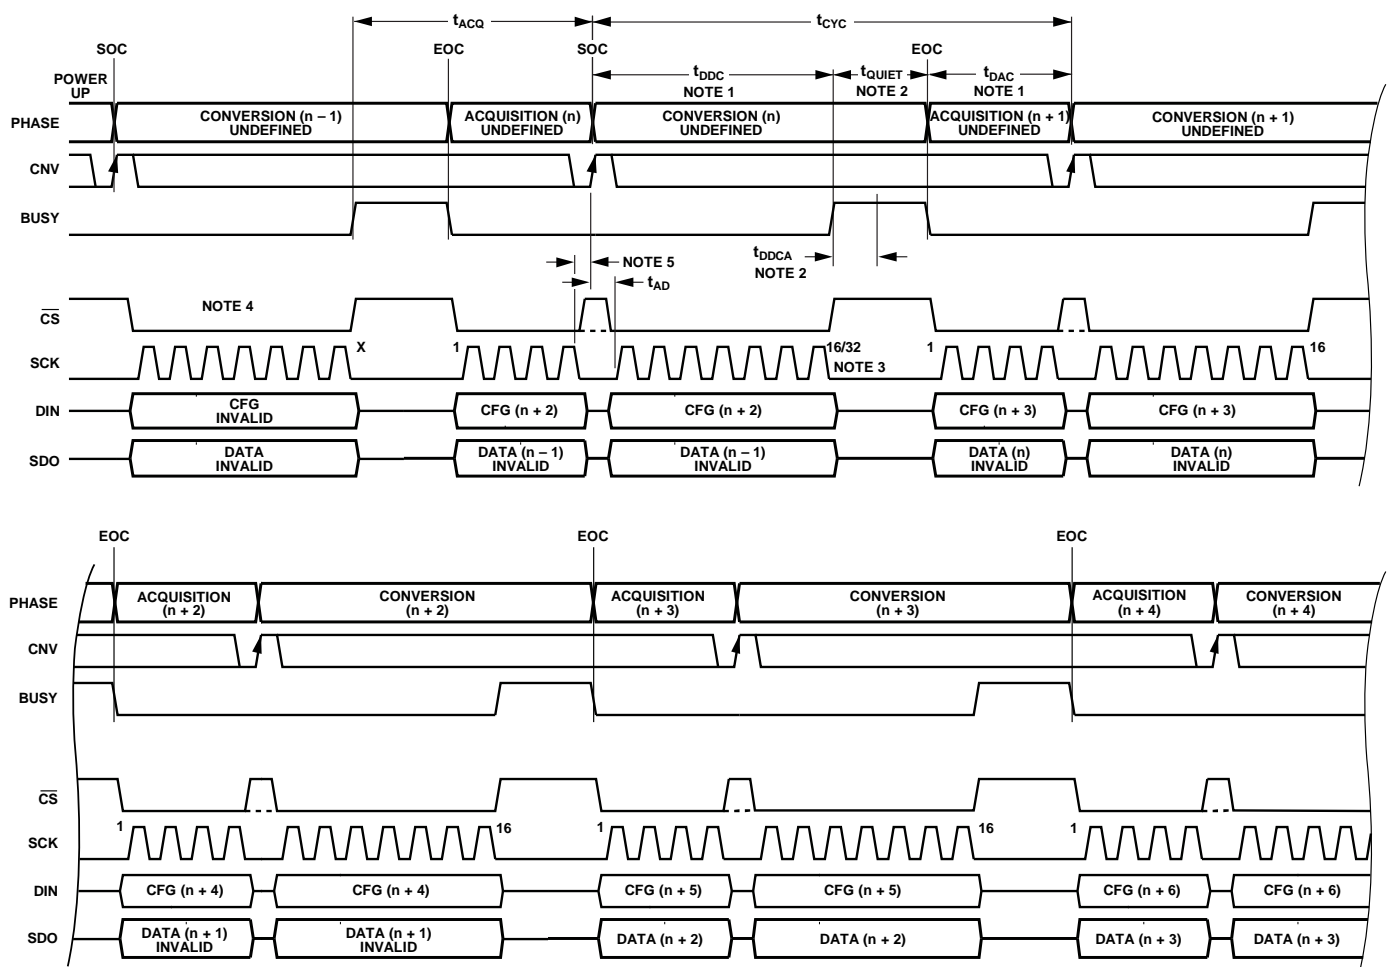 tACQ tCYC
SOC EOC SOC EOC
POWER
UP
tDDC tQUIET tDAC
NOTE 1 NOTE 2 NOTE 1
PHASE
CONVERSION (n – 1)
UNDEFINED
ACQUISITION (n)
UNDEFINED
CONVERSION (n)
UNDEFINED
ACQUISITION (n + 1)
UNDEFINED
CONVERSION (n + 1)
UNDEFINED
CNV
BUSY
tDDCA
NOTE 2
NOTE 5
tAD
CS
NOTE 4
SCK
X 1 16/32 1 16
NOTE 3
DIN
CFG
INVALID
CFG (n + 2) CFG (n + 2) CFG (n + 3) CFG (n + 3)
SDO
DATA
INVALID
DATA (n – 1)
INVALID
DATA (n – 1)
INVALID
DATA (n)
INVALID
DATA (n)
INVALID
EOC EOC EOC
PHASE
ACQUISITION
(n + 2)
CONVERSION
(n + 2)
ACQUISITION
(n + 3)
CONVERSION
(n + 3)
ACQUISITION
(n + 4)
CONVERSION
(n + 4)
CNV
BUSY
CS
SCK
1 16 1 16 1
DIN
CFG (n + 4) CFG (n + 4) CFG (n + 5) CFG (n + 5) CFG (n + 6) CFG (n + 6)
SDO
DATA (n + 1)
INVALID
DATA (n + 1)
INVALID
DATA (n + 2) DATA (n + 2) DATA (n + 3) DATA (n + 3)